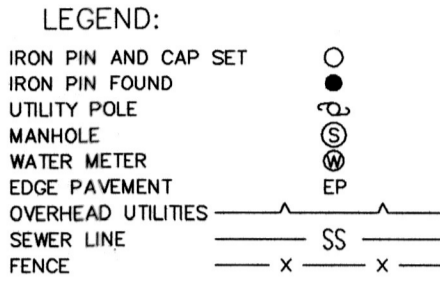 LEGEND:
IRON PIN AND CAP SET
IRON PIN FOUND
UTILITY POLE
MANHOLE S
WATER METER W
EDGE PAVEMENT EP
OVERHEAD UTILITIES
SEWER LINE SS
FENCE X X